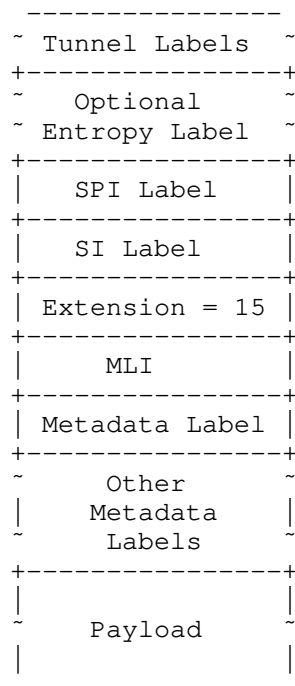 Tunnel Labels
Optional
Entropy Label
SPI Label
SI Label
Extension = 15
MLI
Metadata Label
Other
Metadata
Labels
Payload